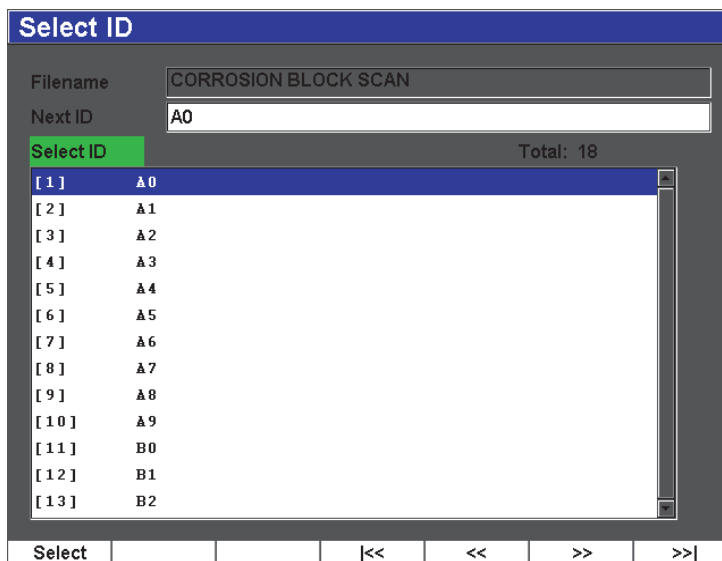 Select ID
Filename CORROSION BLOCK SCAN
Next ID A0
Select ID Total: 18
[1] A0
[2] A1
[3] A2
[4] A3
[5] A4
[6] A5
[7] A6
[8] A7
[9] A8
[10] A9
[11] B0
[12] B1
[13] B2
Select |<< << >> >>|